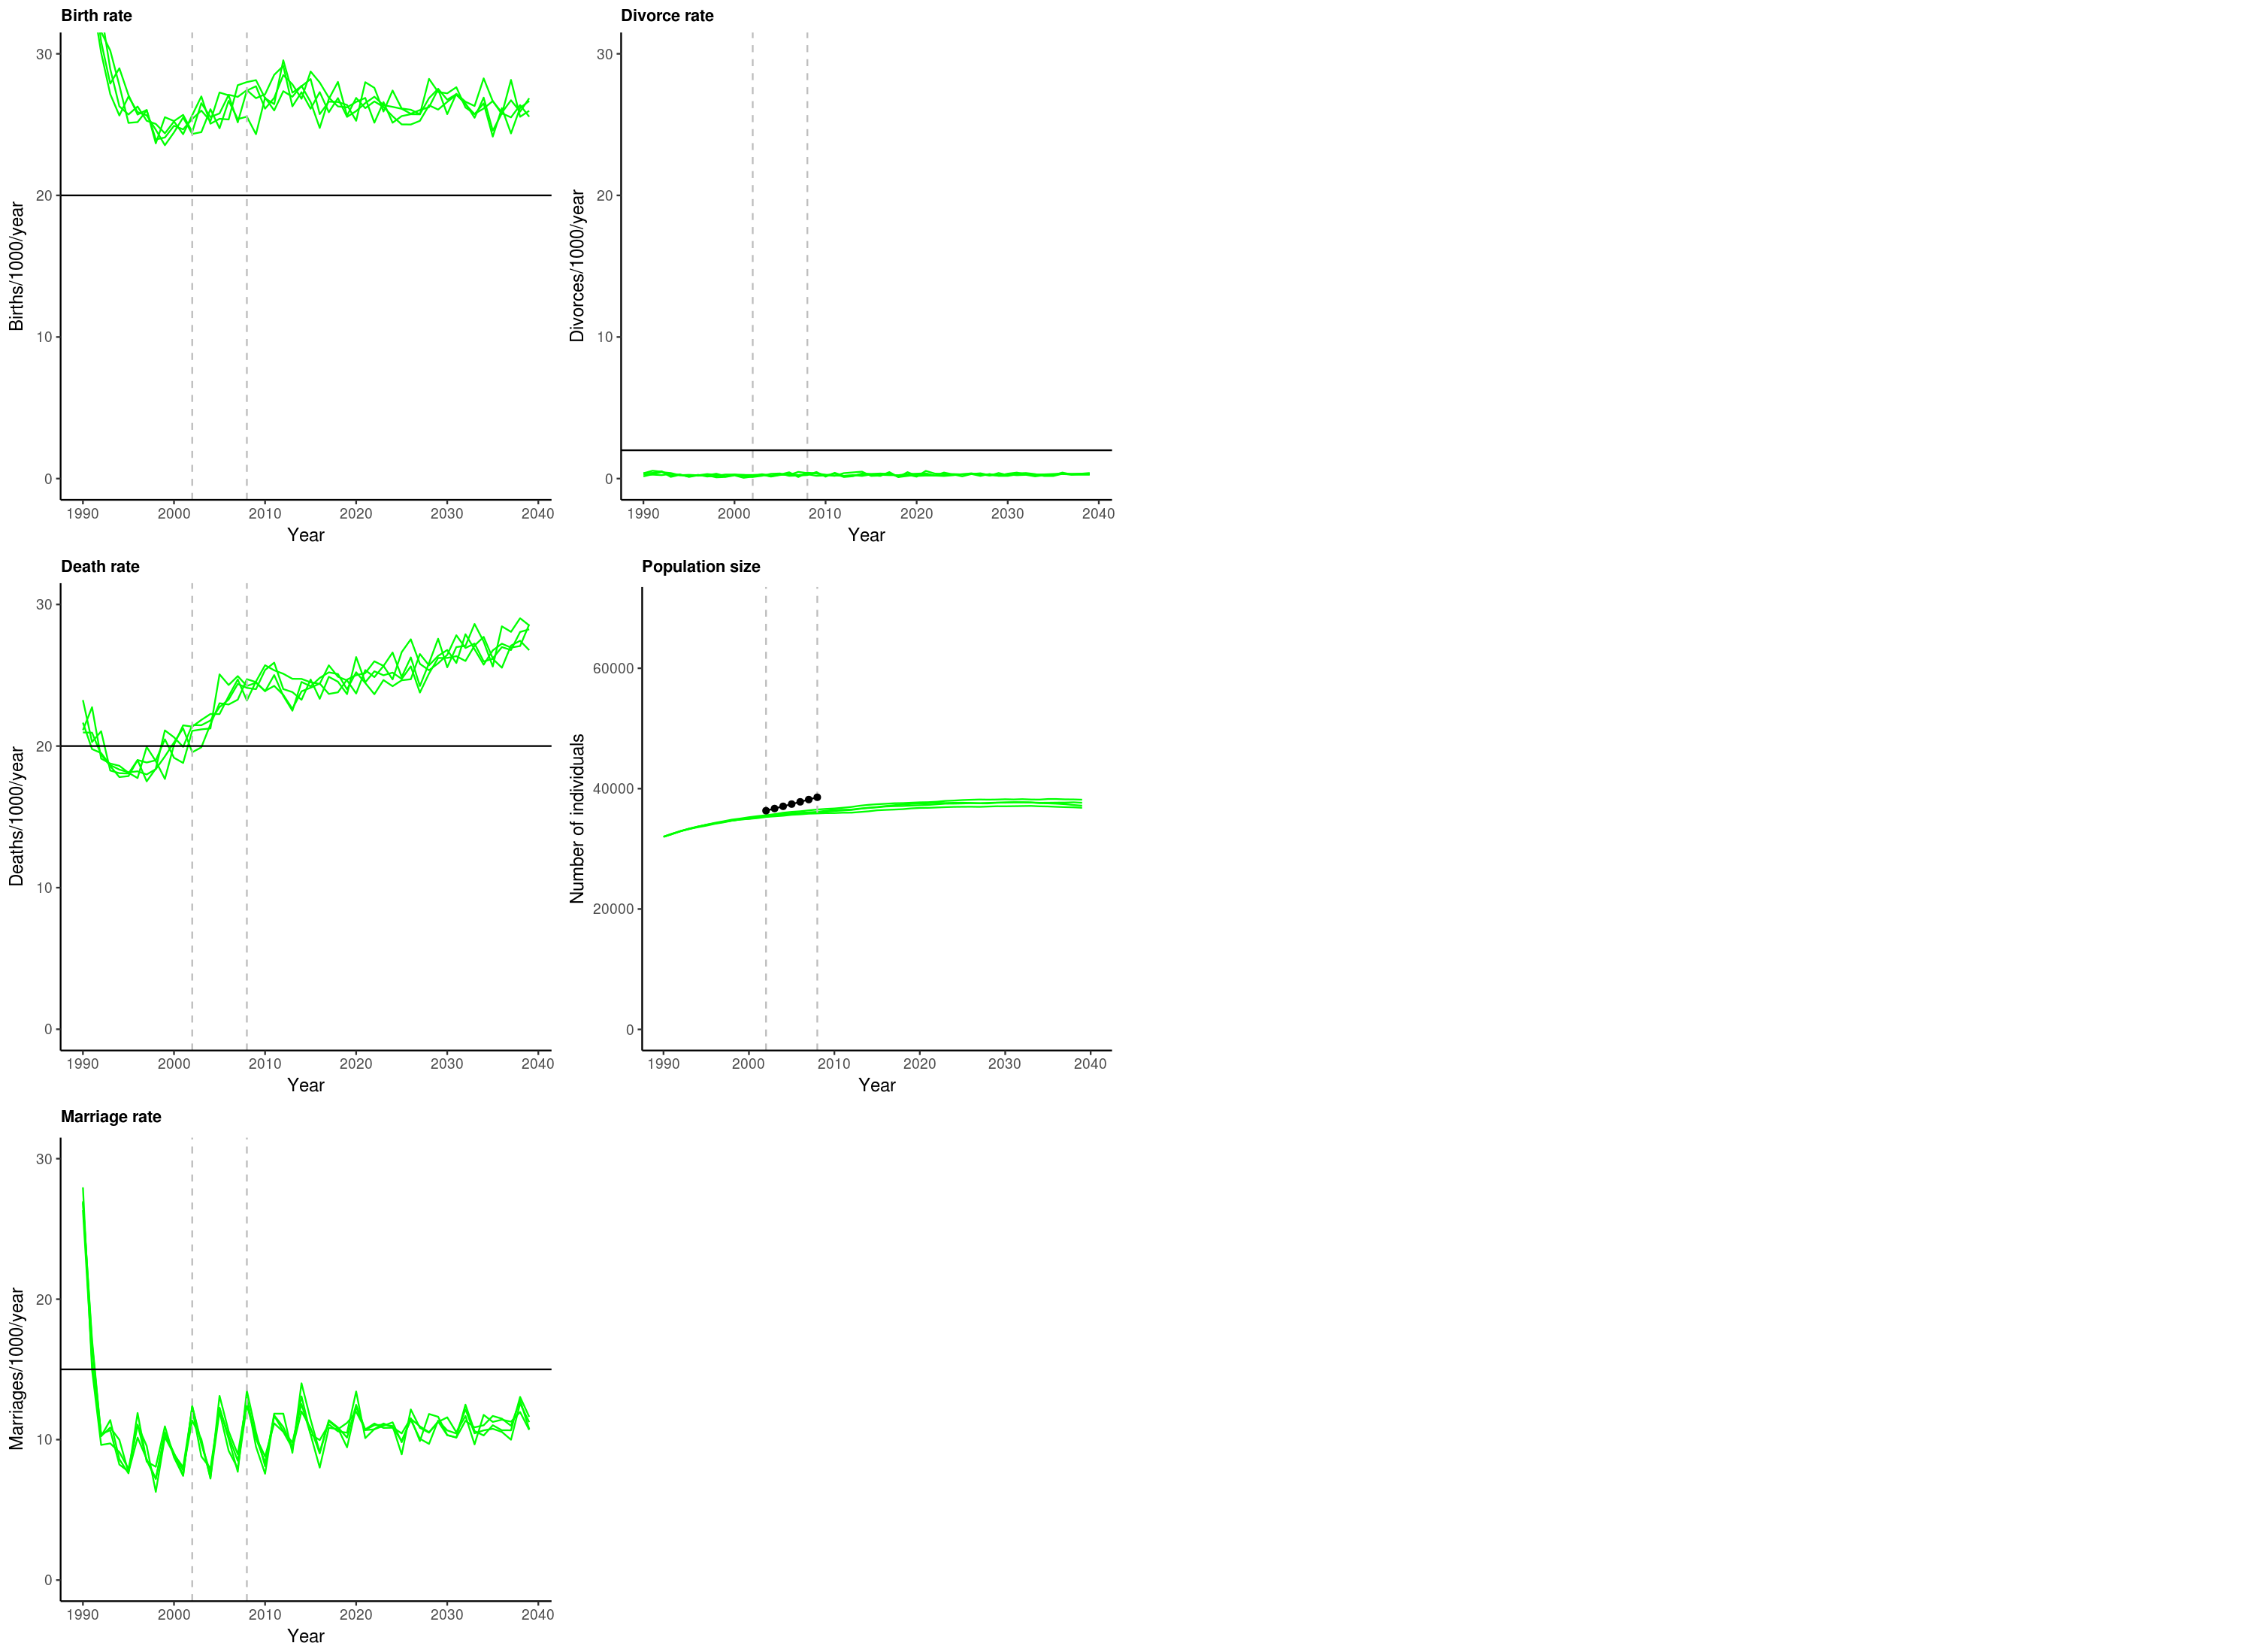 Birth rate
30
20
10
0
Births/1000/year
1990 2000 2010 2020 2030 2040
Year
Divorce rate
30
20
10
0
Divorces/1000/year
1990 2000 2010 2020 2030 2040
Year
Death rate
30
20
10
0
Deaths/1000/year
1990 2000 2010 2020 2030 2040
Year
Population size
60000
40000
20000
0
Number of individuals
1990 2000 2010 2020 2030 2040
Year
Marriage rate
30
20
10
0
Marriages/1000/year
1990 2000 2010 2020 2030 2040
Year